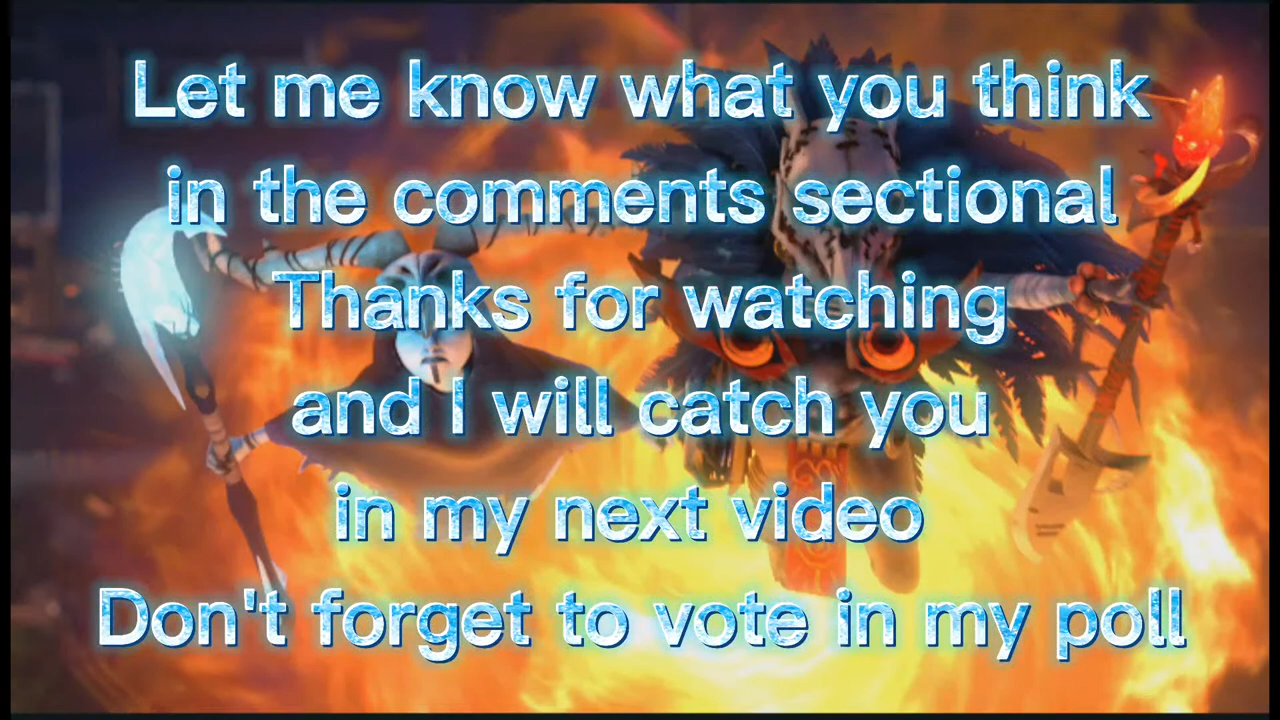 Let me know what you think
in the comments sectional
Thanks for watching
and I will catch you
in my next video
Don't forget to vote in my poll